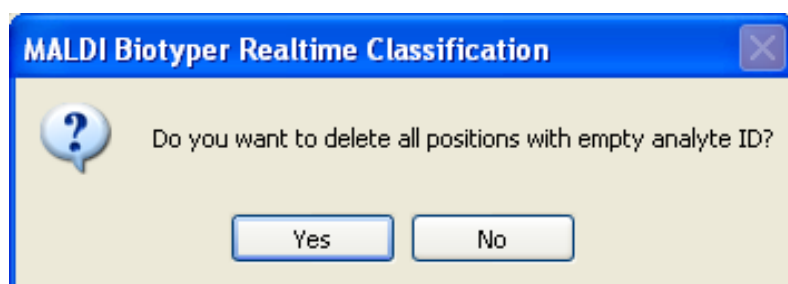 MALDI Biotyper Realtime Classification
Do you want to delete all positions with empty analyte ID?
Yes
No